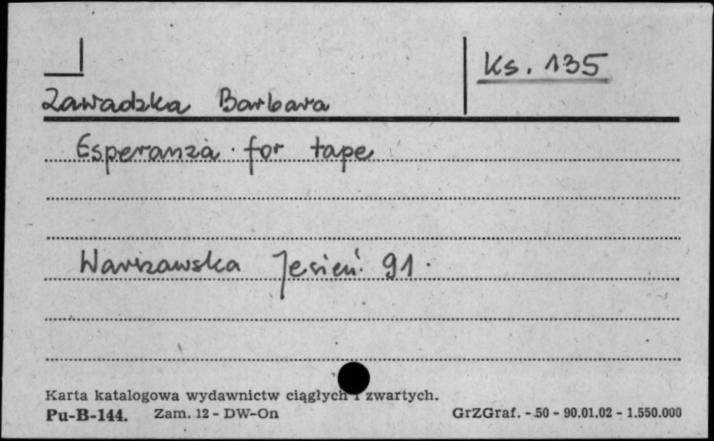 Ks. 135
Zawadzka Barbara
Esperanza for tape
Warszawska Jesień 91.
Karta katalogowa wydawnictw ciągłych i zwartych.
Pu-B-144. Zam. 12 - DW-On GrZGraf. - 50 - 90.01.02 - 1.550.000